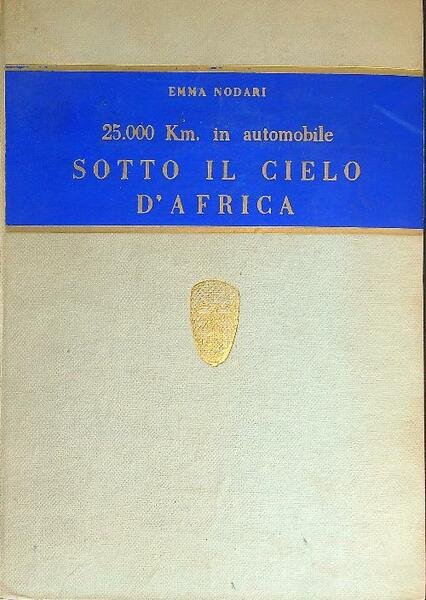 EMMA NODARI
25.000 Km. in automobile
SOTTO IL CIELO
D'AFRICA